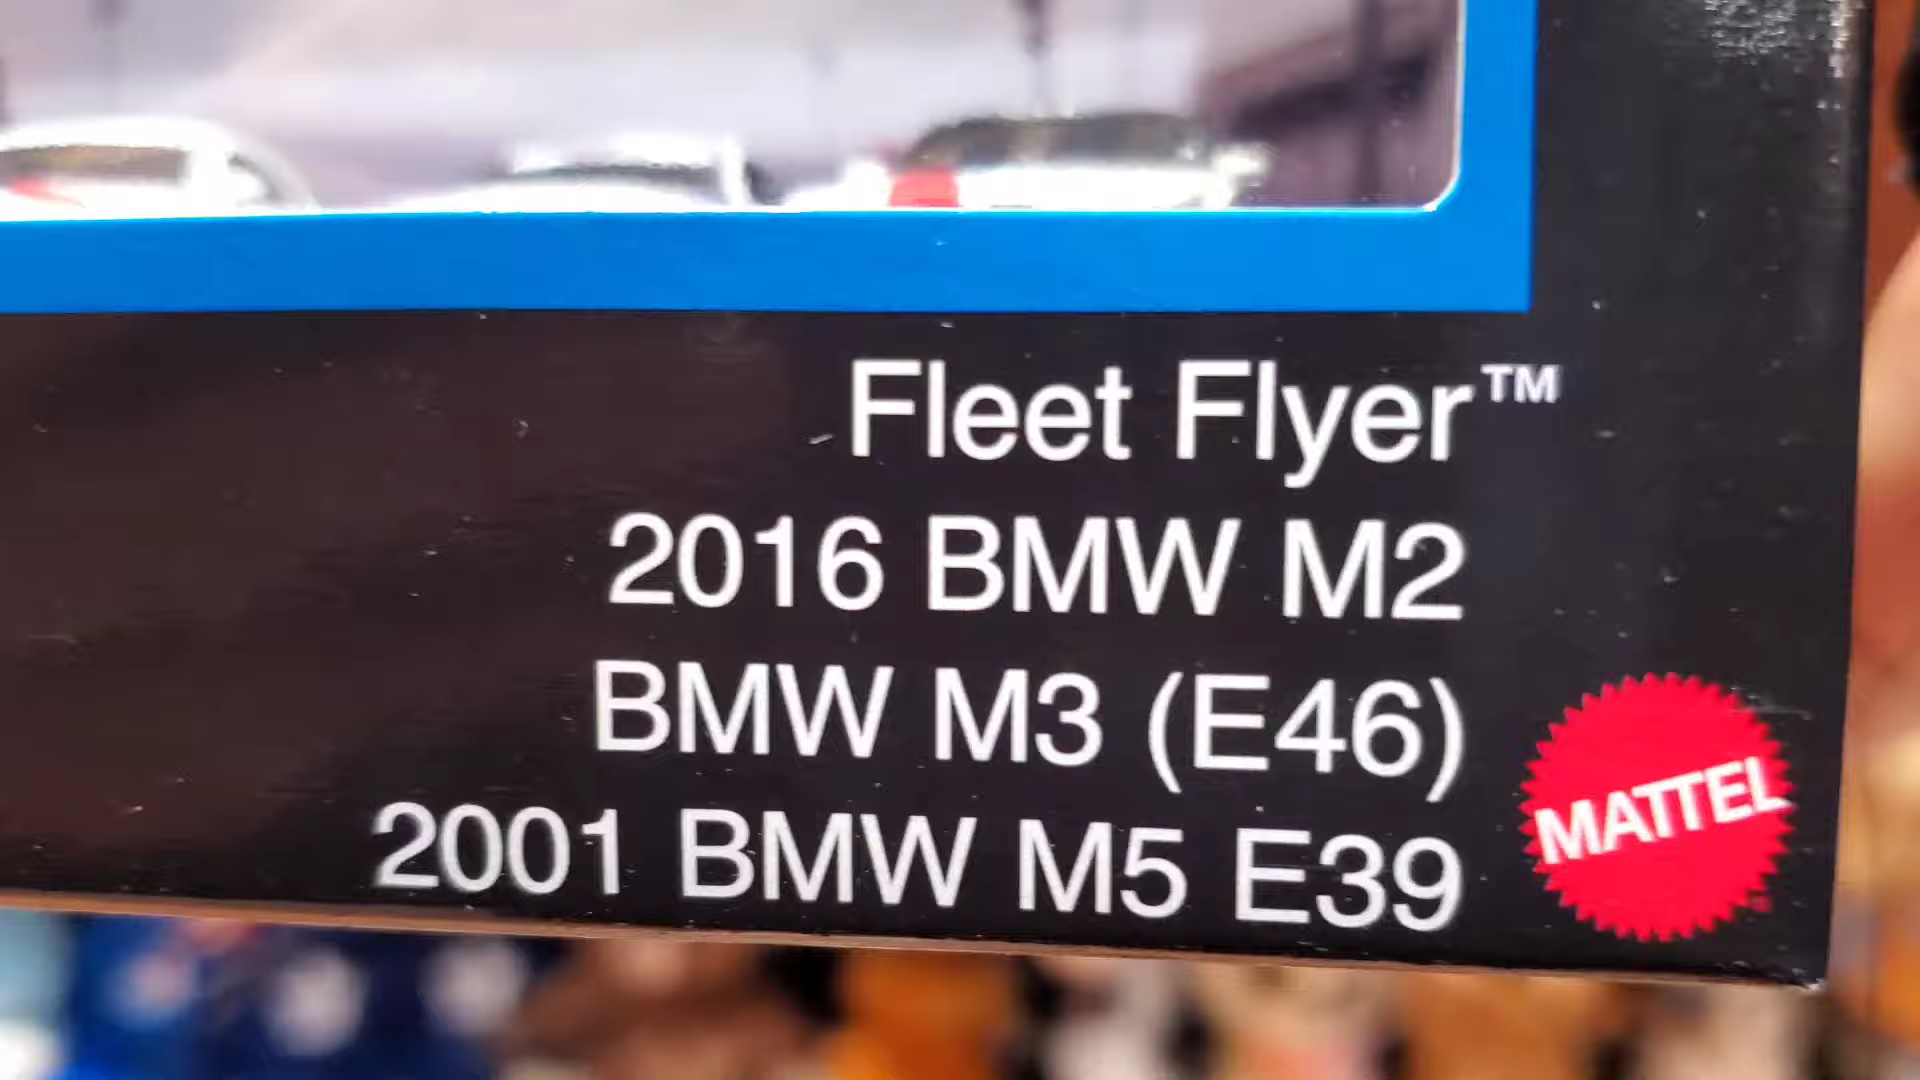 Fleet Flyer™
2016 BMW M2
BMW M3 (E46)
2001 BMW M5 E39
MATTEL